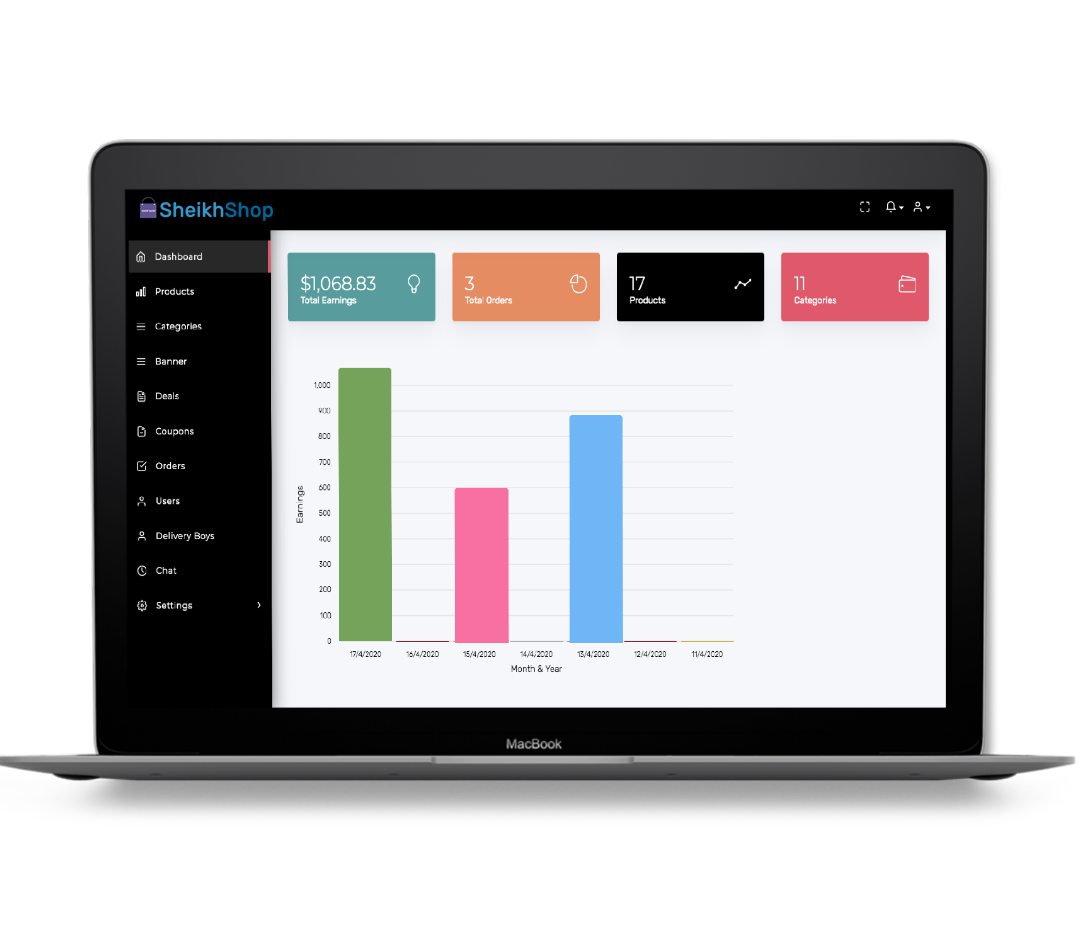 SheikhShop
Dashboard
Products
Categories
Banner
Deals
Coupons
Orders
Users
Delivery Boys
Chat
Settings
$1,068.83
Total Earnings
3
Total Orders
17
Products
11
Categories
1,000
900
800
700
600
500
400
300
200
100
0
Earnings
17/4/2020 16/4/2020 15/4/2020 14/4/2020 13/4/2020 12/4/2020 11/4/2020
Month & Year
MacBook